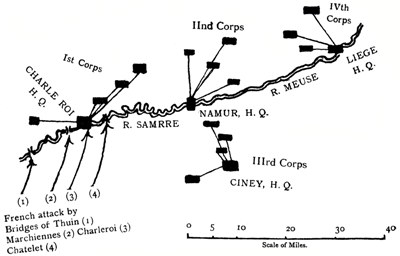 IVth
Corps
IInd Corps
Ist Corps
CHARLE ROI
H. Q.
LIEGE
H. Q.
R. MEUSE
NAMUR, H. Q.
R. SAMRRE
IIIrd Corps
(1)
(2)
(3)
(4)
CINEY, H. Q.
French attack by
Bridges of Thuin (1)
Marchiennes (2) Charleroi (3)
Chatelet (4)
0 5 10 20 30 40
Scale of Miles.